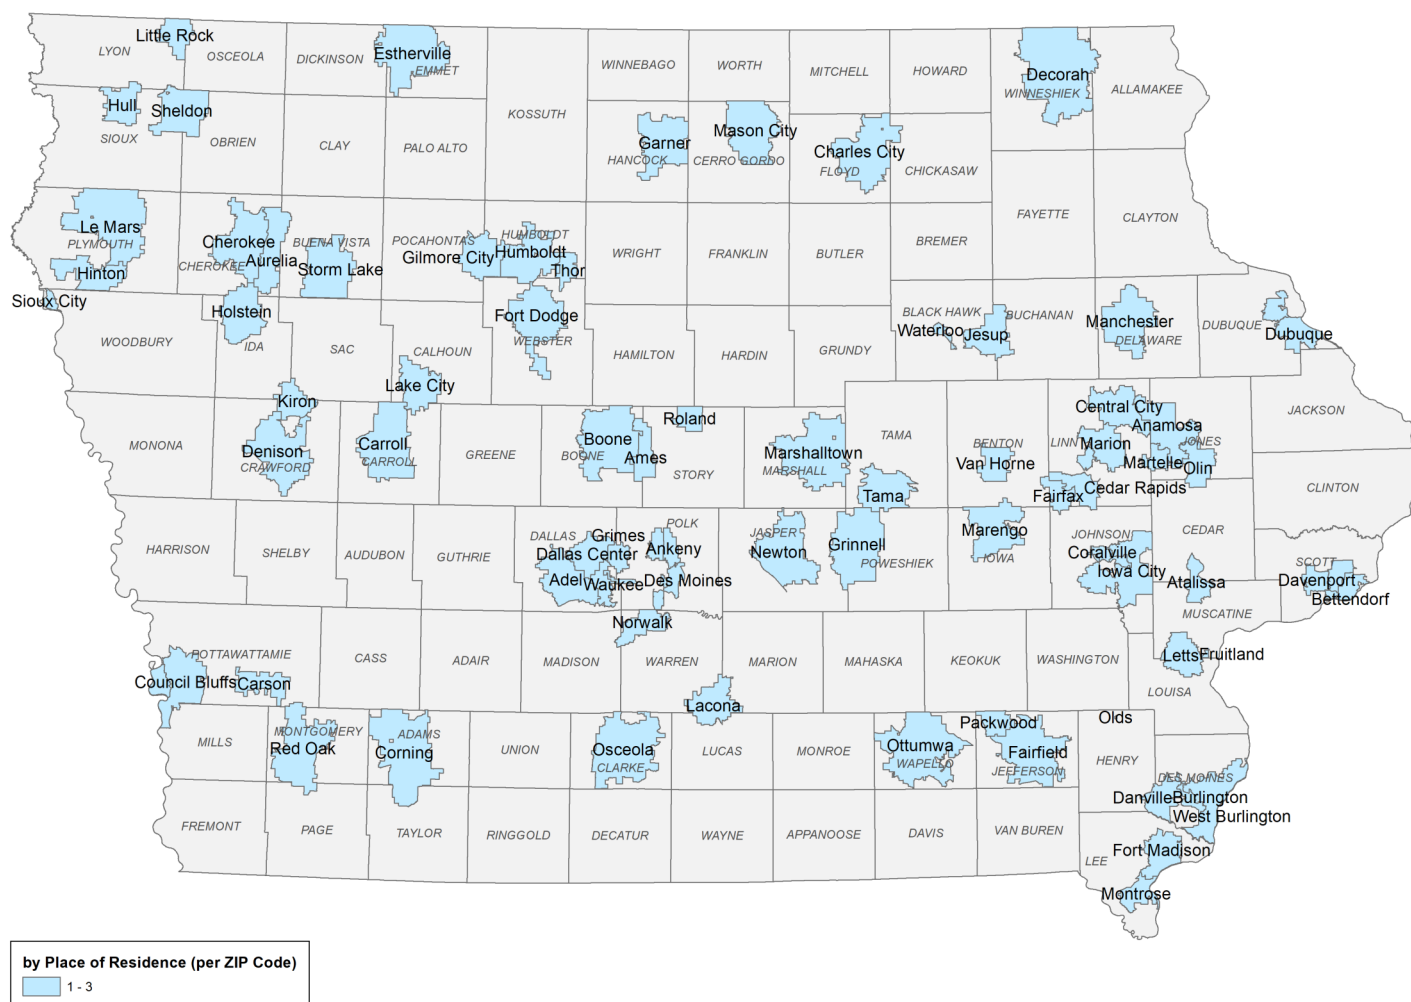 Little Rock
LYON
OSCEOLA
DICKINSON
Estherville
EMMET
WINNEBAGO
WORTH
MITCHELL
HOWARD
Decorah
WINNESHIEK
ALLAMAKEE
Hull
Sheldon
SIOUX
OBRIEN
CLAY
PALO ALTO
KOSSUTH
Garner
HANCOCK
Mason City
CERRO GORDO
Charles City
FLOYD
CHICKASAW
FAYETTE
CLAYTON
Le Mars
PLYMOUTH
Hinton
Cherokee
CHEROKEE
Aurelia
BUENA VISTA
Storm Lake
POCAHONTAS
Gilmore City
HUMBOLDT
Humboldt
Thor
WRIGHT
FRANKLIN
BUTLER
BREMER
Sioux City
WOODBURY
Holstein
IDA
SAC
CALHOUN
Lake City
Fort Dodge
WEBSTER
HAMILTON
HARDIN
GRUNDY
BLACK HAWK
Waterloo
Jesup
BUCHANAN
Manchester
DELAWARE
DUBUQUE
Dubuque
Kiron
MONONA
Denison
CRAWFORD
Carroll
CARROLL
GREENE
Boone
BOONE
Ames
Roland
STORY
Marshalltown
MARSHALL
TAMA
Tama
BENTON
Van Horne
Central City
LINN
Marion
Anamosa
JONES
Martelle
Olin
Fairfax
Cedar Rapids
JACKSON
CLINTON
HARRISON
SHELBY
AUDUBON
GUTHRIE
DALLAS
Grimes
Dallas Center
Adel
Waukee
POLK
Ankeny
Des Moines
JASPER
Newton
Grinnell
POWESHIEK
Marengo
IOWA
JOHNSON
Coralville
Iowa City
CEDAR
Atalissa
SCOTT
Davenport
Bettendorf
MUSCATINE
Norwalk
POTTAWATTAMIE
Council Bluffs
Carson
CASS
ADAIR
MADISON
WARREN
MARION
MAHASKA
KEOKUK
WASHINGTON
Letts
Fruitland
LOUISA
Lacona
MILLS
MONTGOMERY
Red Oak
ADAMS
Corning
UNION
Osceola
CLARKE
LUCAS
MONROE
Ottumwa
WAPELLO
Packwood
Fairfield
JEFFERSON
Olds
HENRY
DES MOINES
Danville
Burlington
West Burlington
FREMONT
PAGE
TAYLOR
RINGGOLD
DECATUR
WAYNE
APPANOOSE
DAVIS
VAN BUREN
LEE
Fort Madison
Montrose
by Place of Residence (per ZIP Code)
1 - 3